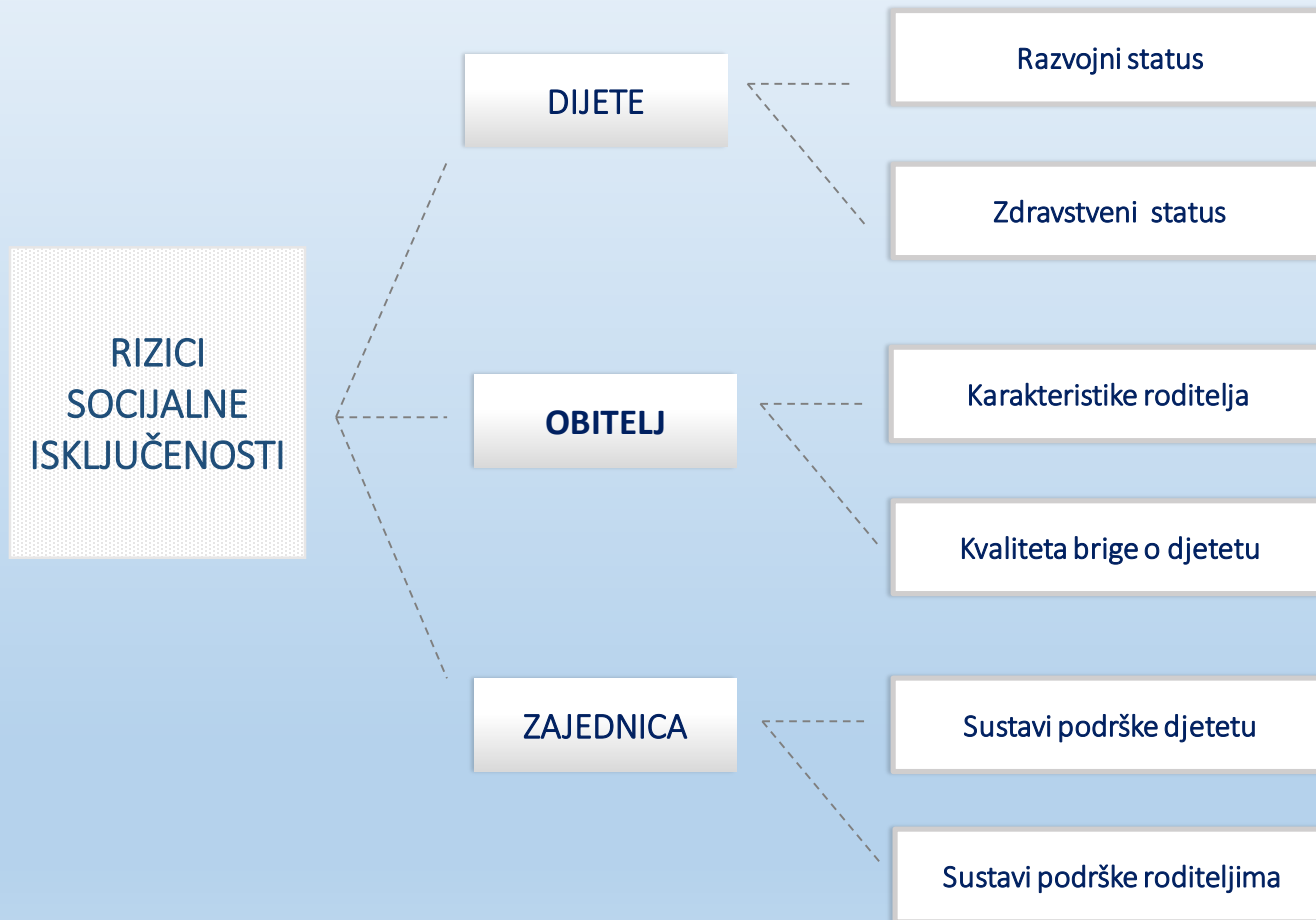 RIZICI
SOCIJALNE
ISKLJUČENOSTI
DIJETE
Razvojni status
Zdravstveni status
OBITELJ
Karakteristike roditelja
Kvaliteta brige o djetetu
ZAJEDNICA
Sustavi podrške djetetu
Sustavi podrške roditeljima